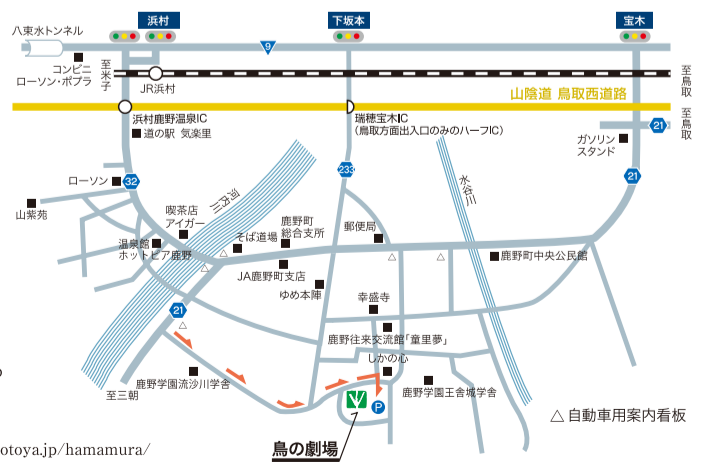 浜村
下坂本
宝木
八束水トンネル
9
コンビニ
ローソン・ポプラ
至米子
JR浜村
至鳥取
山陰道 鳥取西道路
浜村鹿野温泉IC
道の駅 気楽里
瑞穂宝木IC
(鳥取方面出入口のみのハーフIC)
至鳥取
21
ガソリン
スタンド
ローソン
32
233
21
山紫苑
喫茶店
アイガー
河内川
水谷川
温泉館
ホットピア鹿野
そば道場
鹿野町
総合支所
郵便局
JA鹿野町支店
鹿野町中央公民館
ゆめ本陣
21
幸盛寺
鹿野往来交流館「童里夢」
しかの心
鹿野学園流沙川学舎
鹿野学園王舎城学舎
至三朝
P
△自動車用案内看板
鳥の劇場
otoya.jp/hamamura/